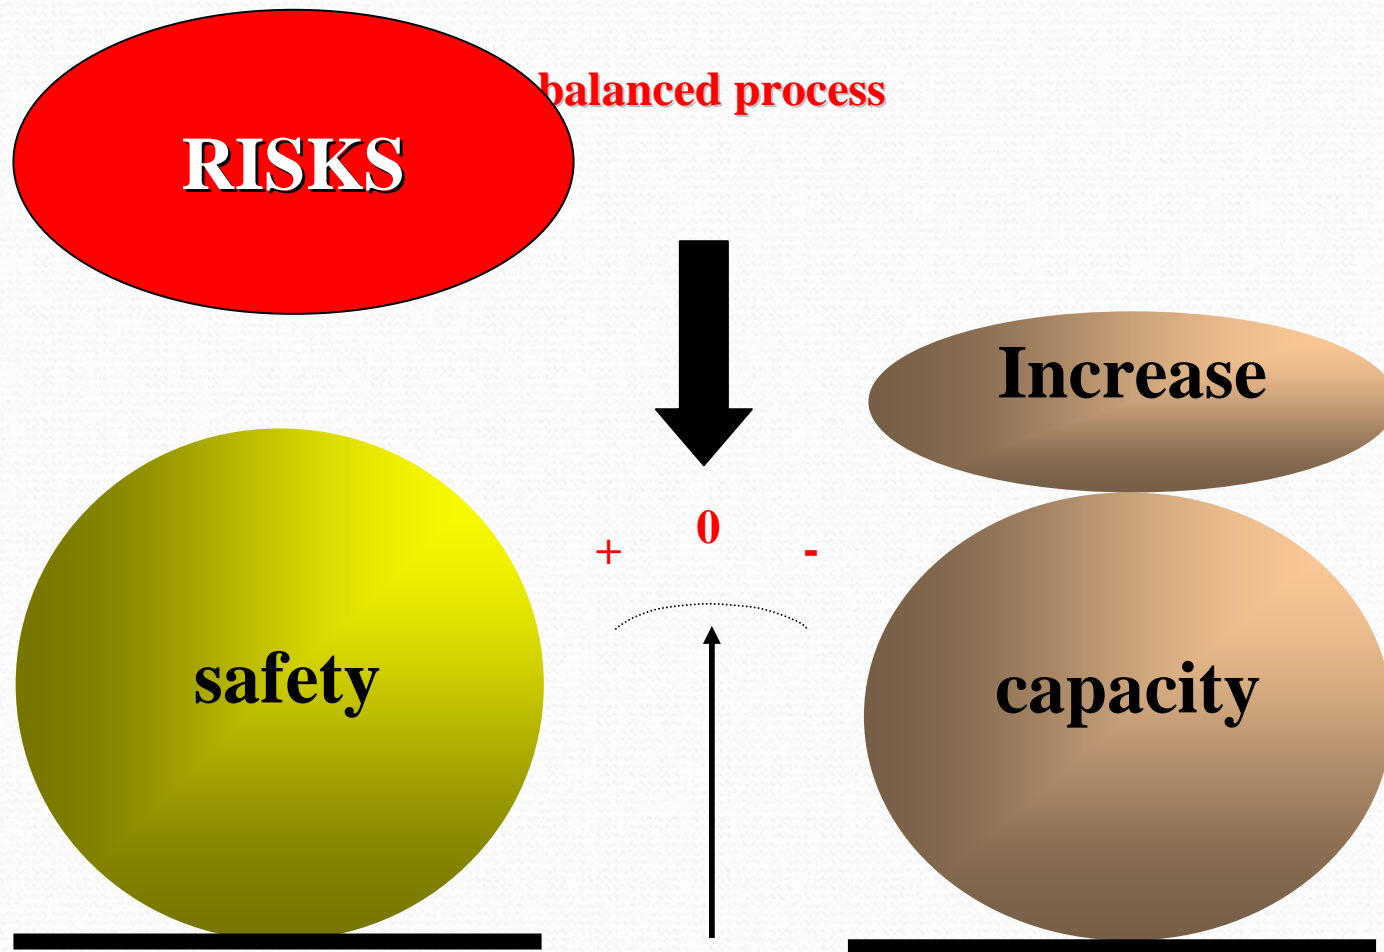 balanced process
RISKS
Increase
+ 0 -
safety
capacity